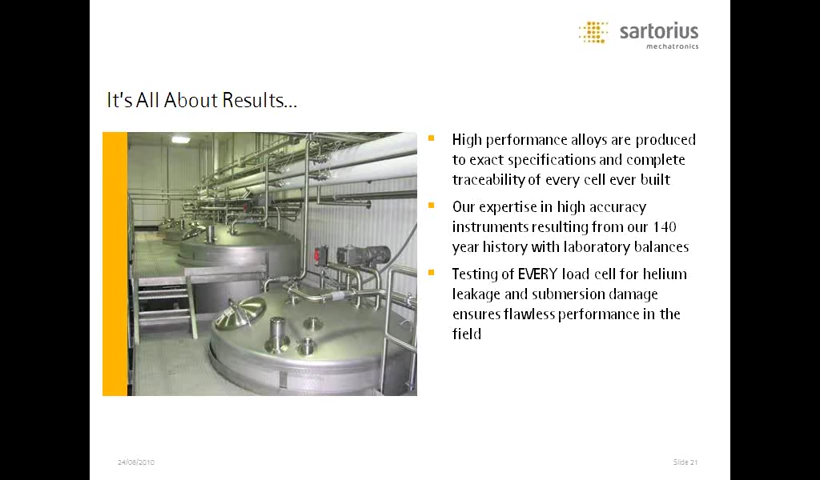 sartorius
mechatronics
It's All About Results...
High performance alloys are produced
to exact specifications and complete
traceability of every cell ever built
Our expertise in high accuracy
instruments resulting from our 140
year history with laboratory balances
Testing of EVERY load cell for helium
leakage and submersion damage
ensures flawless performance in the
field
24/08/2010
Slide 21